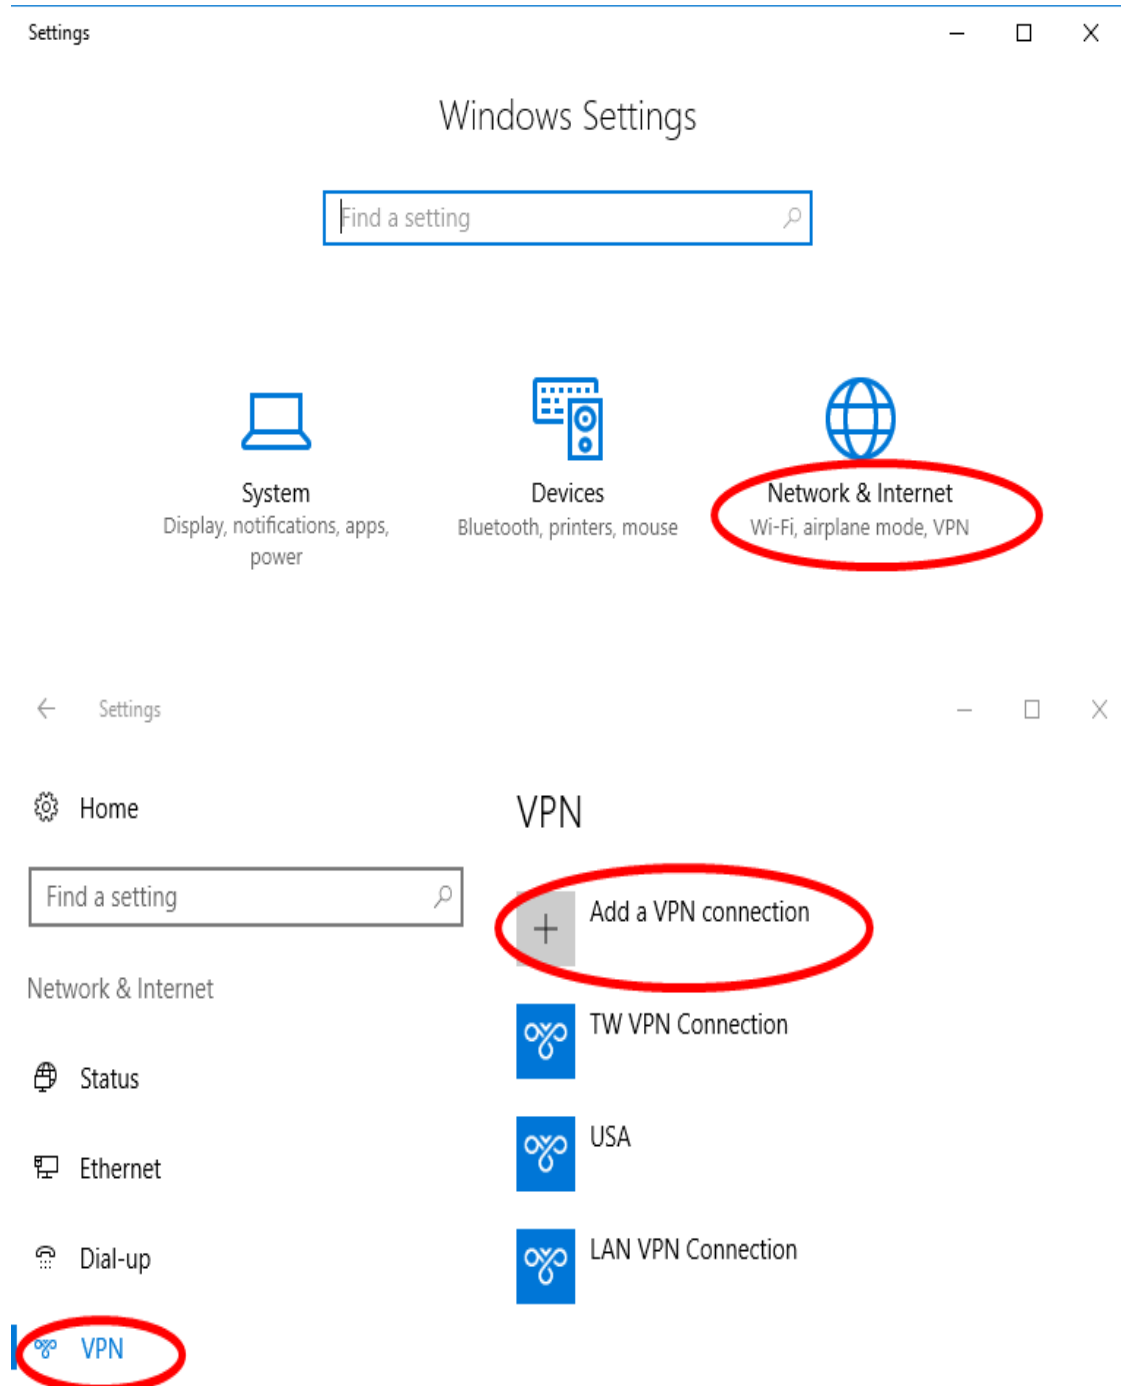 Settings
Windows Settings
Find a setting
System
Display, notifications, apps,
power
Devices
Bluetooth, printers, mouse
Network & Internet
Wi-Fi, airplane mode, VPN
Settings
Home
Find a setting
Network & Internet
Status
Ethernet
Dial-up
VPN
VPN
Add a VPN connection
TW VPN Connection
USA
LAN VPN Connection